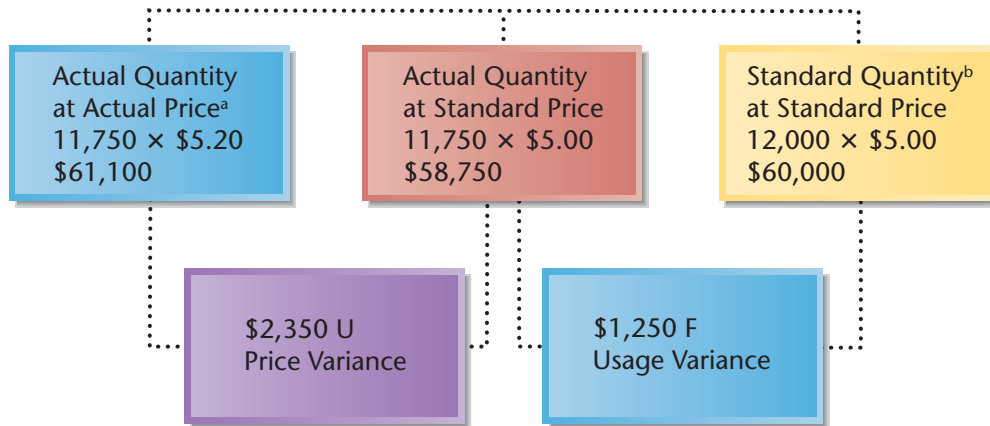 Actual Quantity
at Actual Priceᵃ
11,750 × $5.20
$61,100
Actual Quantity
at Standard Price
11,750 × $5.00
$58,750
Standard Quantityᵇ
at Standard Price
12,000 × $5.00
$60,000
$2,350 U
Price Variance
$1,250 F
Usage Variance